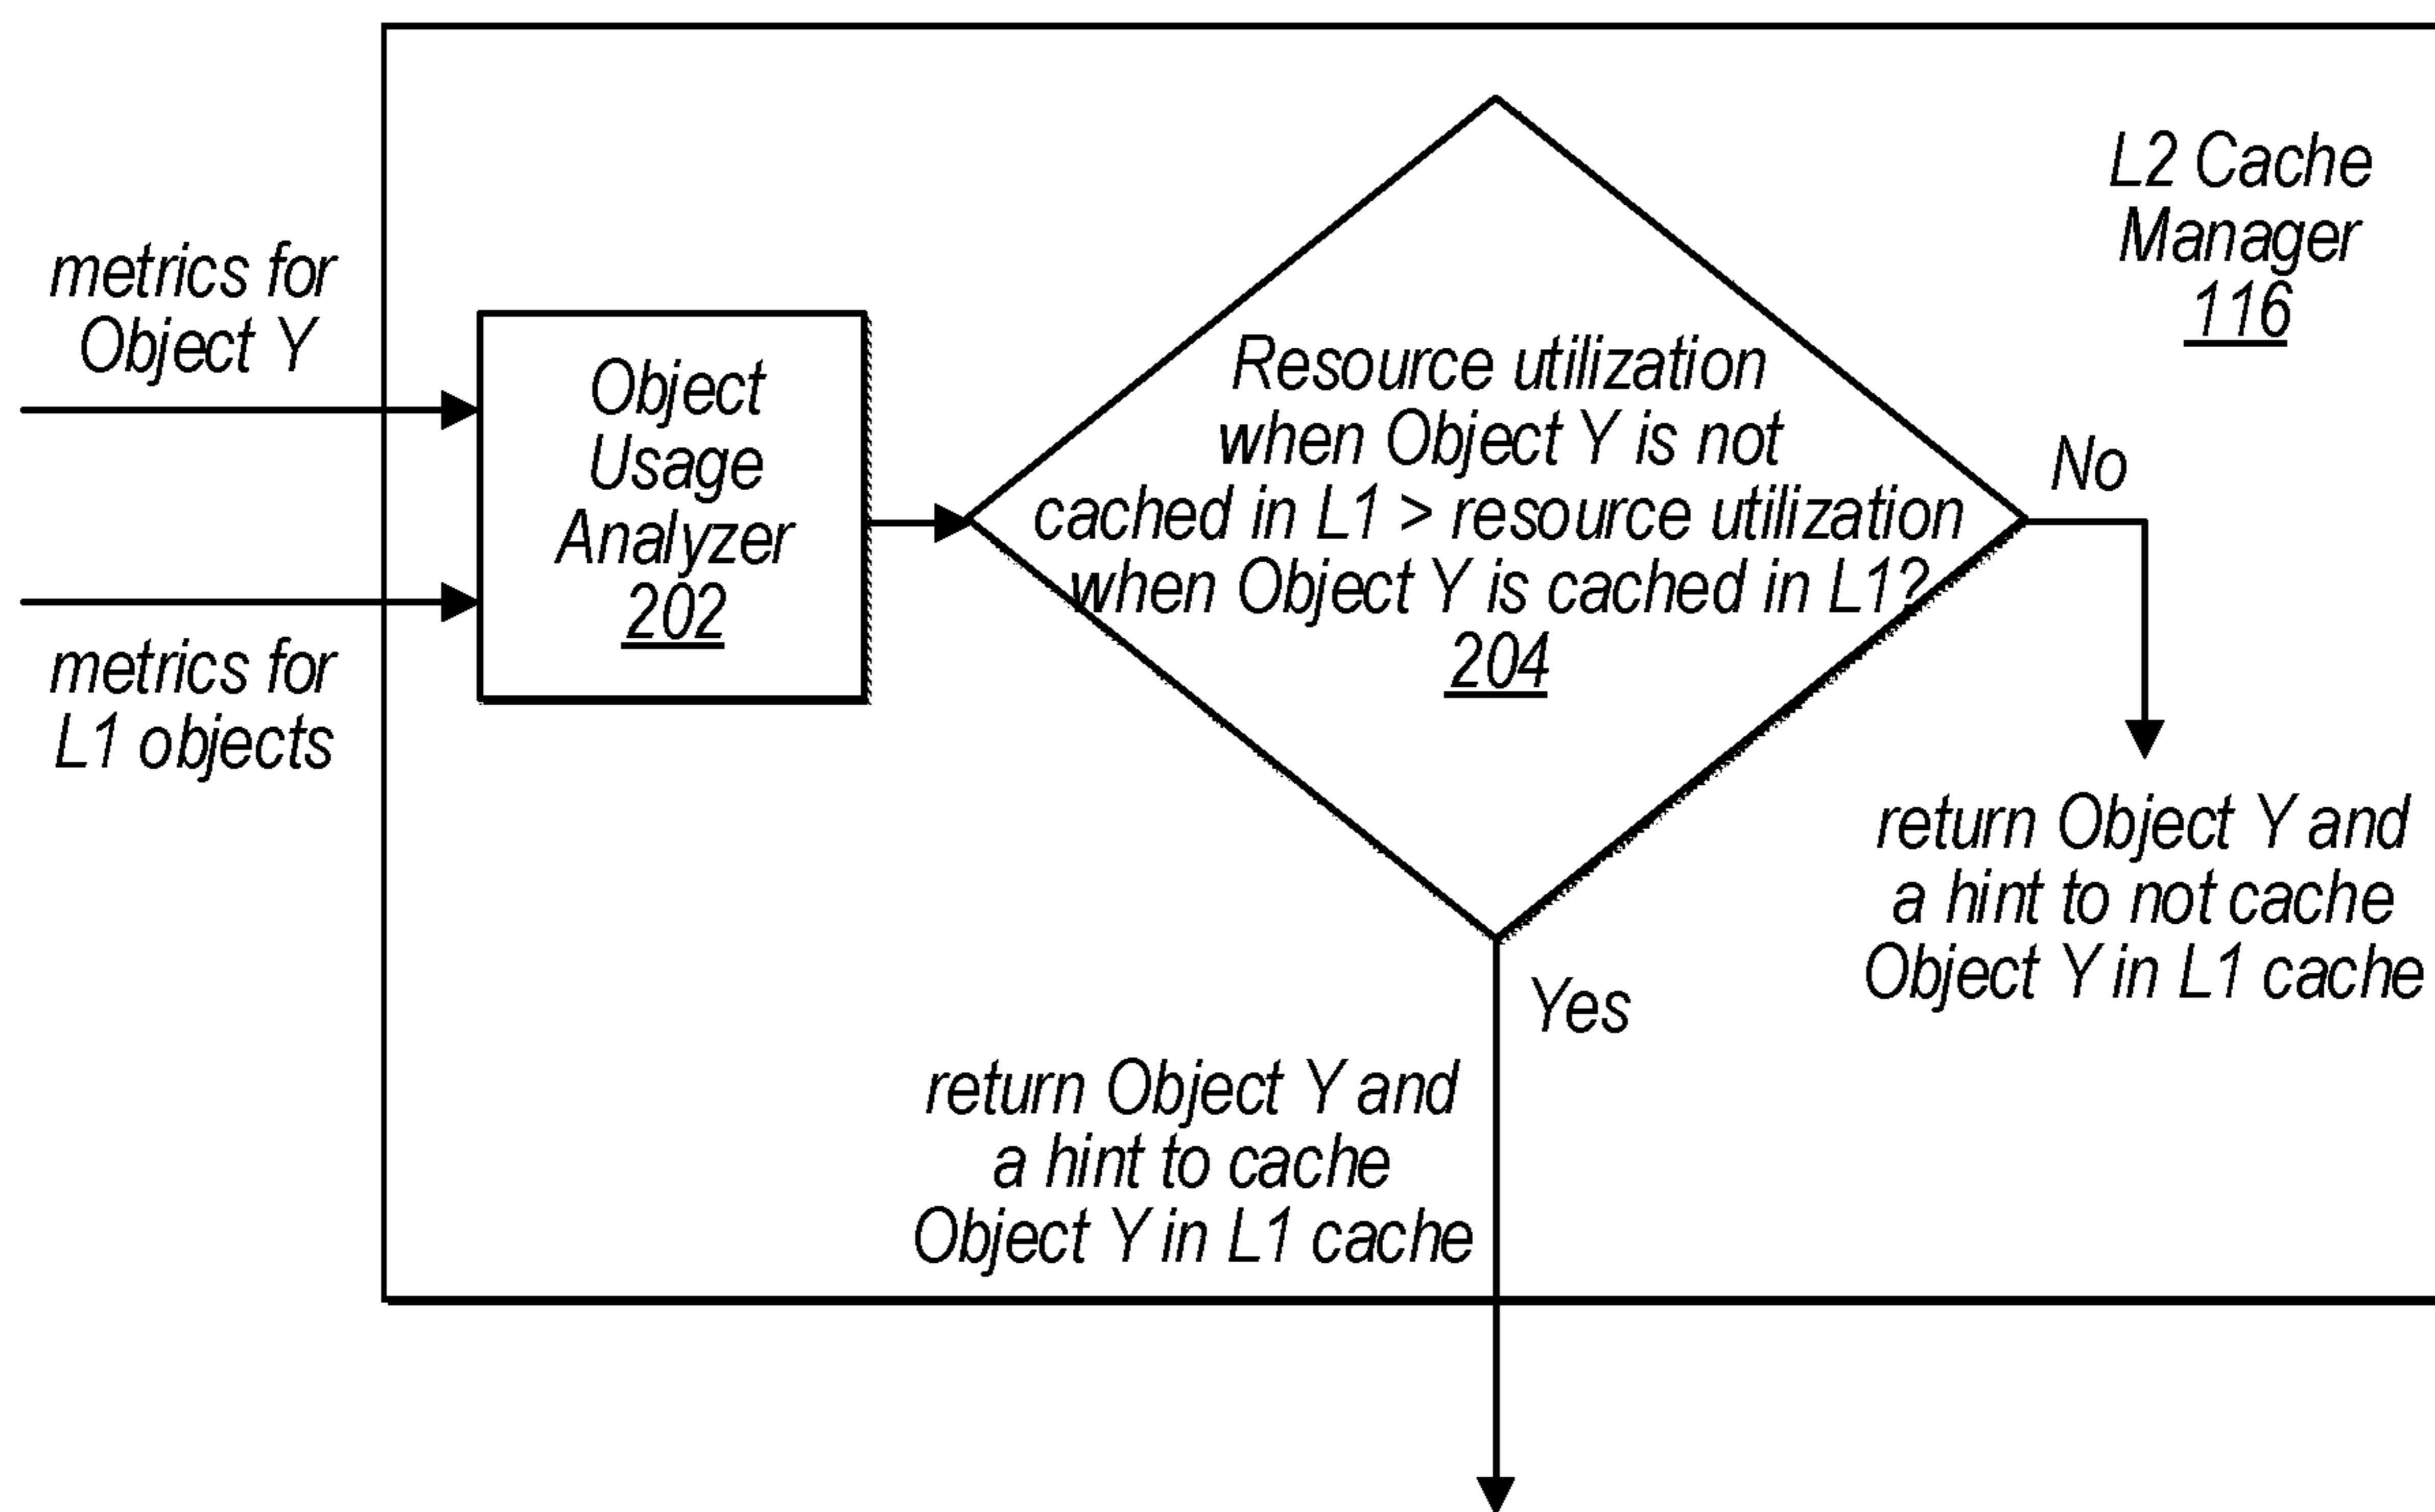 metrics for
Object Y
metrics for
L1 objects
Object
Usage
Analyzer
202
Resource utilization
when Object Y is not
cached in L1 > resource utilization
when Object Y is cached in L1?
204
L2 Cache
Manager
116
No
return Object Y and
a hint to not cache
Object Y in L1 cache
Yes
return Object Y and
a hint to cache
Object Y in L1 cache